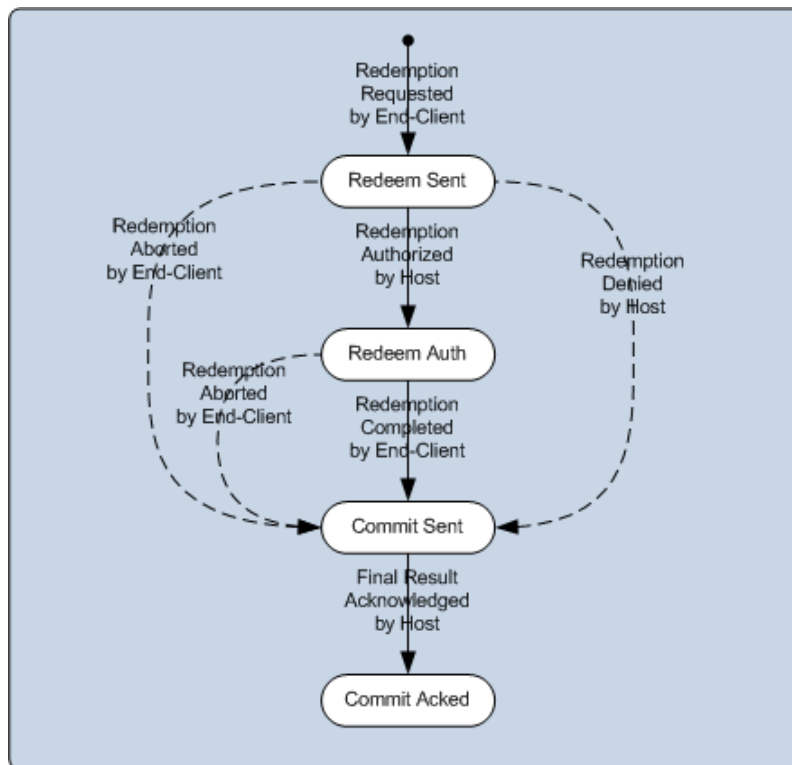 Redemption
Requested
by End-Client
Redeem Sent
Redemption
Aborted
by End-Client
Redemption
Authorized
by Host
Redemption
Denied
by Host
Redeem Auth
Redemption
Aborted
by End-Client
Redemption
Completed
by End-Client
Commit Sent
Final Result
Acknowledged
by Host
Commit Acked